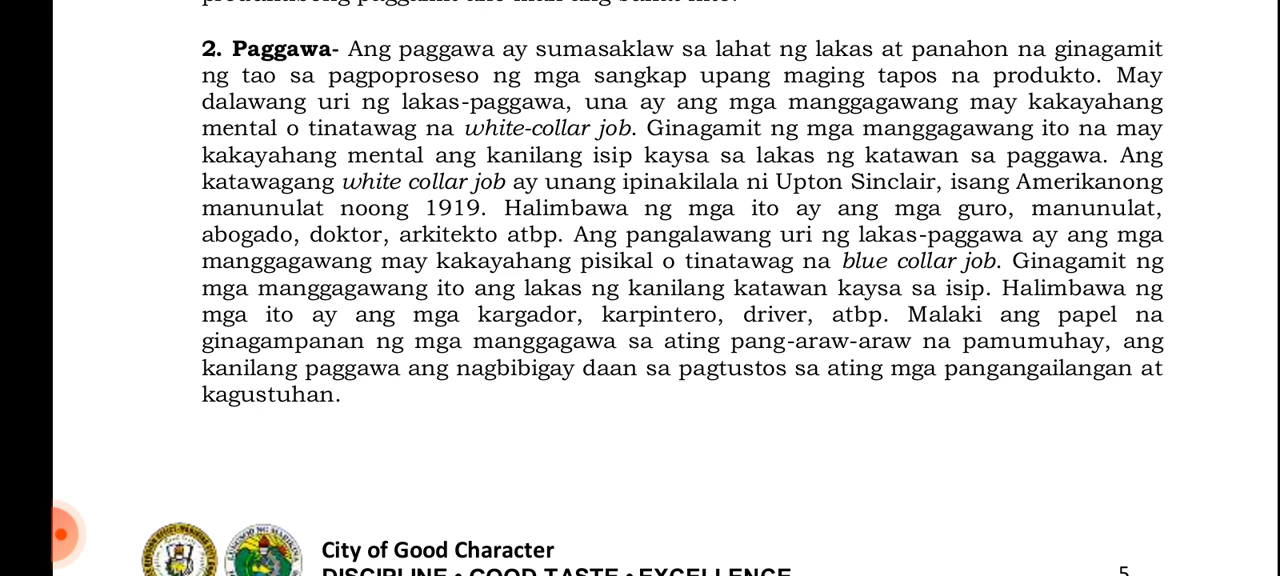 2. Paggawa- Ang paggawa ay sumasaklaw sa lahat ng lakas at panahon na ginagamit
ng tao sa pagpoproseso ng mga sangkap upang maging tapos na produkto. May
dalawang uri ng lakas-paggawa, una ay ang mga manggagawang may kakayahang
mental o tinatawag na white-collar job. Ginagamit ng mga manggagawang ito na may
kakayahang mental ang kanilang isip kaysa sa lakas ng katawan sa paggawa. Ang
katawagang white collar job ay unang ipinakilala ni Upton Sinclair, isang Amerikanong
manunulat noong 1919. Halimbawa ng mga ito ay ang mga guro, manunulat,
abogado, doktor, arkitekto atbp. Ang pangalawang uri ng lakas-paggawa ay ang mga
manggagawang may kakayahang pisikal o tinatawag na blue collar job. Ginagamit ng
mga manggagawang ito ang lakas ng kanilang katawan kaysa sa isip. Halimbawa ng
mga ito ay ang mga kargador, karpintero, driver, atbp. Malaki ang papel na
ginagampanan ng mga manggagawa sa ating pang-araw-araw na pamumuhay, ang
kanilang paggawa ang nagbibigay daan sa pagtustos sa ating mga pangangailangan at
kagustuhan.
City of Good Character
DISCIPLINE • GOOD TASTE • EXCELLENCE
5